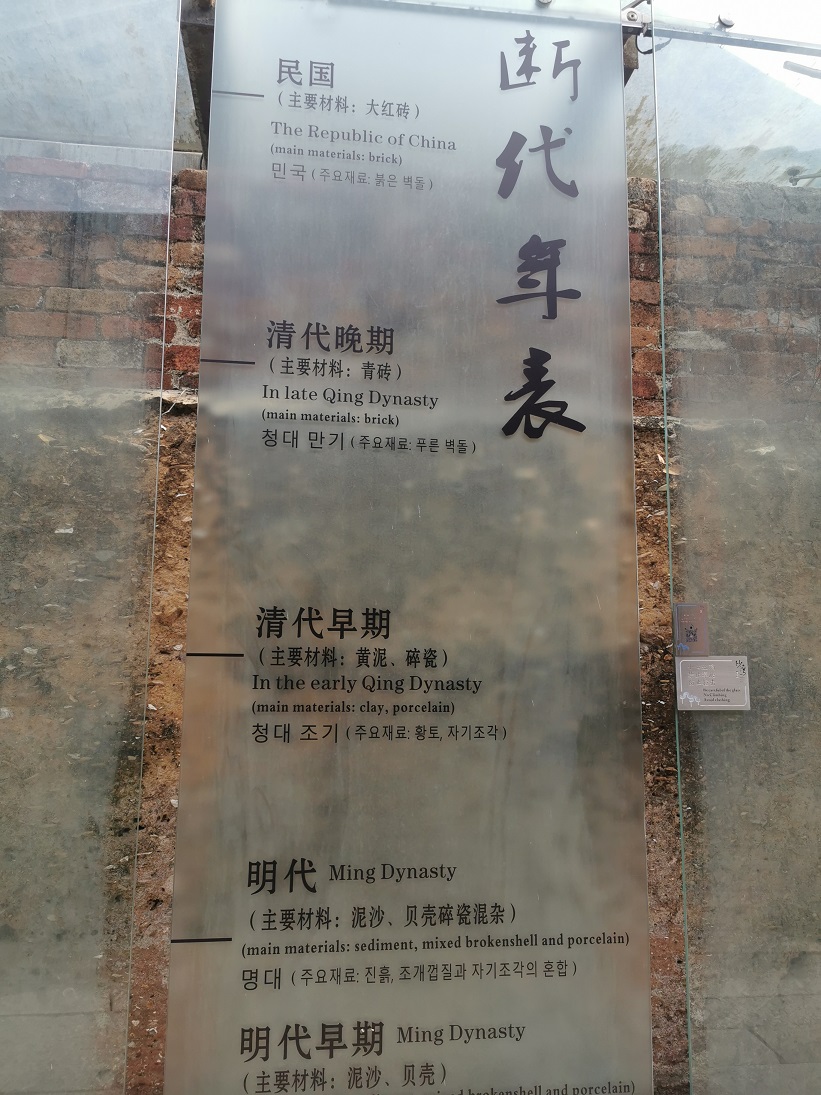 断代年表
民国
（主要材料：大红砖）
The Republic of China
(main materials: brick)
민국 ( 주요재료: 붉은 벽돌 )
清代晚期
（主要材料：青砖）
In late Qing Dynasty
(main materials: brick)
청대 만기 ( 주요재료: 푸른 벽돌 )
清代早期
（主要材料：黄泥、碎瓷）
In the early Qing Dynasty
(main materials: clay, porcelain)
청대 조기 ( 주요재료: 황토, 자기조각 )
明代 Ming Dynasty
（主要材料：泥沙、贝壳碎瓷混杂）
(main materials: sediment, mixed brokenshell and porcelain)
명대 ( 주요재료: 진흙, 조개껍질과 자기조각의 혼합 )
明代早期 Ming Dynasty
（主要材料：泥沙、贝壳）
brokenshell and porcelain)